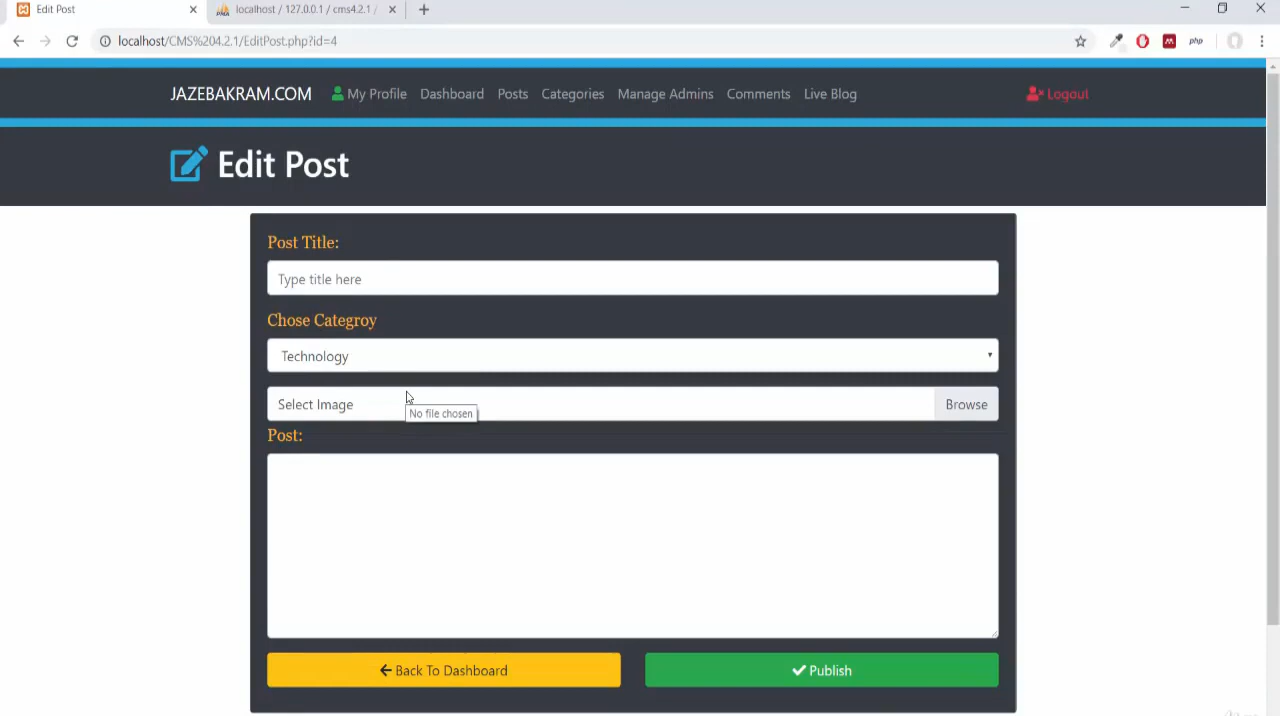 Edit Post
localhost / 127.0.0.1 / cms4.2.1 /
localhost/CMS%204.2.1/EditPost.php?id=4
php
JAZEBAKRAM.COM My Profile Dashboard Posts Categories Manage Admins Comments Live Blog Logout
Edit Post
Post Title:
Type title here
Chose Categroy
Technology
Select Image
Browse
No file chosen
Post:
Back To Dashboard
Publish